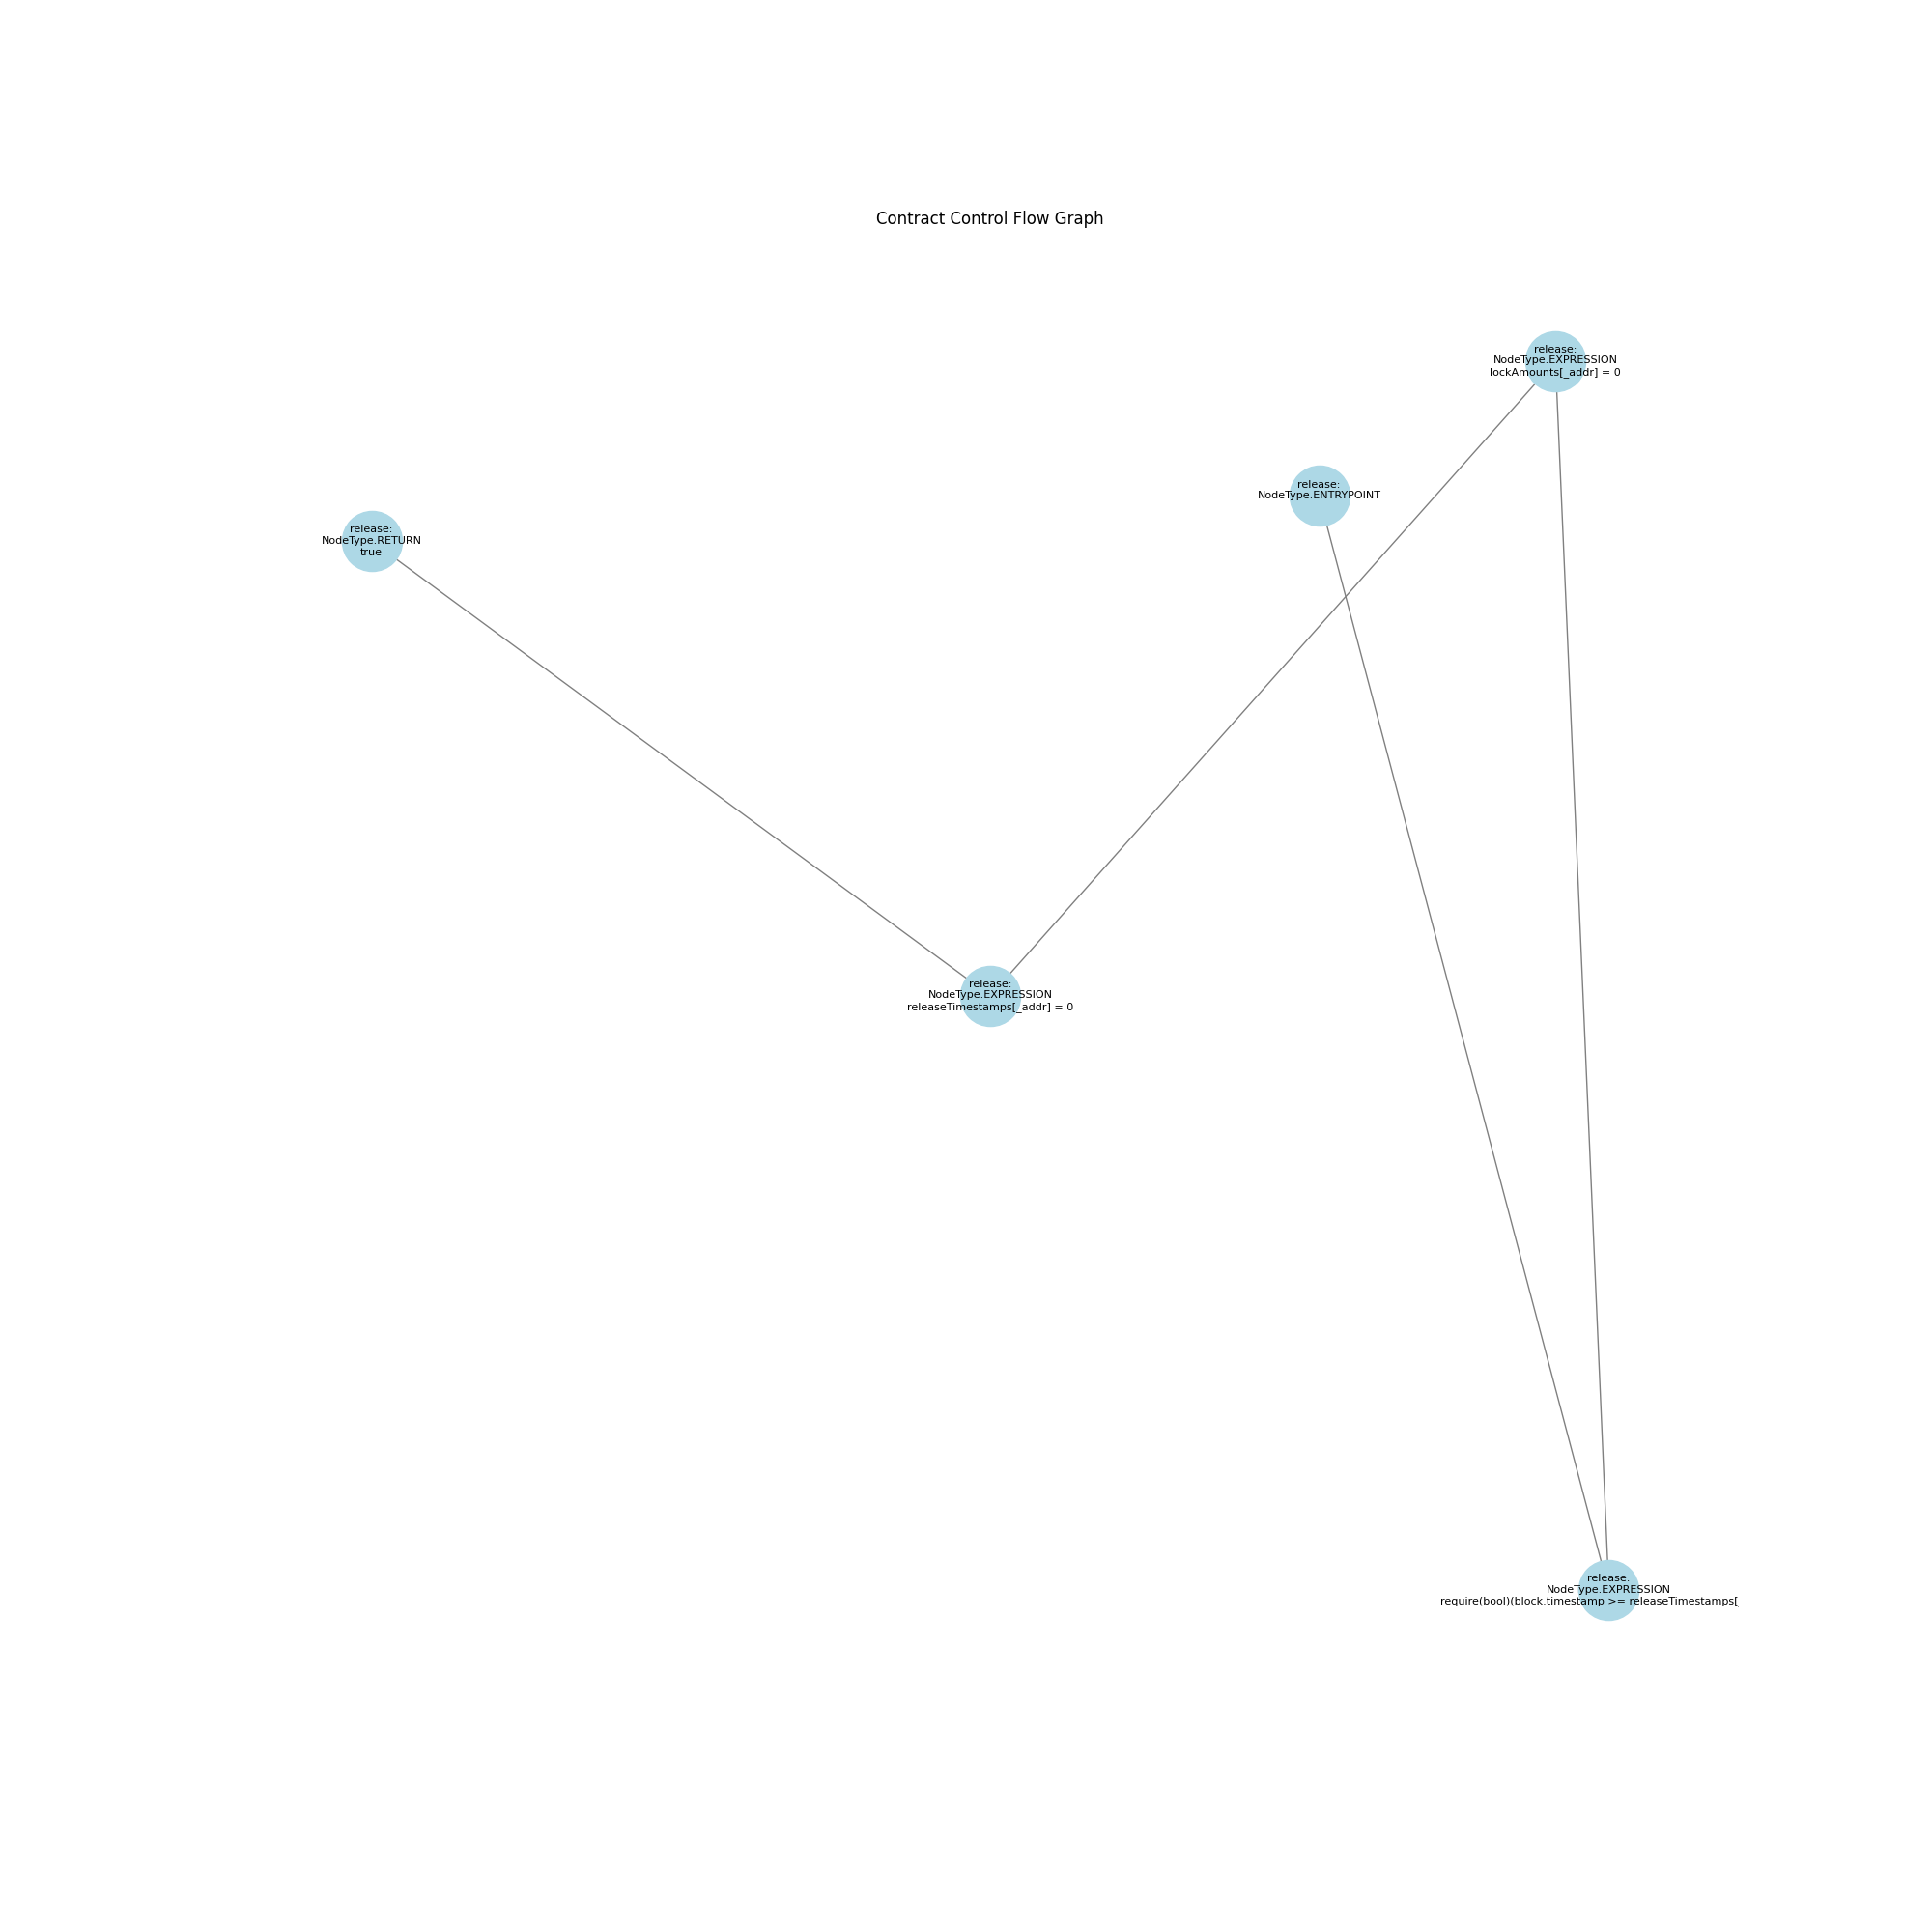 Contract Control Flow Graph
release:
NodeType.EXPRESSION
lockAmounts[_addr] = 0
release:
NodeType.ENTRYPOINT
release:
NodeType.RETURN
true
release:
NodeType.EXPRESSION
releaseTimestamps[_addr] = 0
release:
NodeType.EXPRESSION
require(bool)(block.timestamp >= releaseTimestamps[